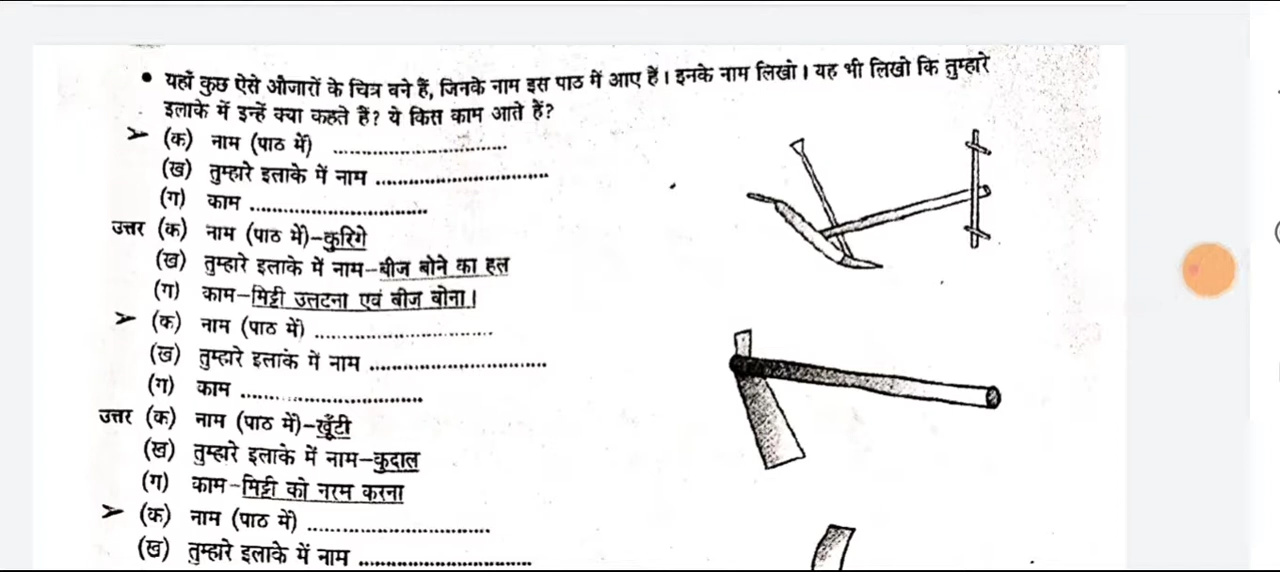 • यहाँ कुछ ऐसे औजारों के चित्र बने हैं, जिनके नाम इस पाठ में आए हैं। इनके नाम लिखो। यह भी लिखो कि तुम्हारे
इलाके में इन्हें क्या कहते हैं? ये किस काम आते हैं?
➤ (क) नाम (पाठ में) ..............................
(ख) तुम्हारे इलाके में नाम ..............................
(ग) काम ..............................
उत्तर (क) नाम (पाठ में)–कुरिगे
(ख) तुम्हारे इलाके में नाम–बीज बोने का हल
(ग) काम–मिट्टी उलटना एवं बीज बोना।
➤ (क) नाम (पाठ में) ..............................
(ख) तुम्हारे इलाके में नाम ..............................
(ग) काम ..............................
उत्तर (क) नाम (पाठ में)–खूँटी
(ख) तुम्हारे इलाके में नाम–कुदाल
(ग) काम–मिट्टी को नरम करना
➤ (क) नाम (पाठ में) ..............................
(ख) तुम्हारे इलाके में नाम ..............................